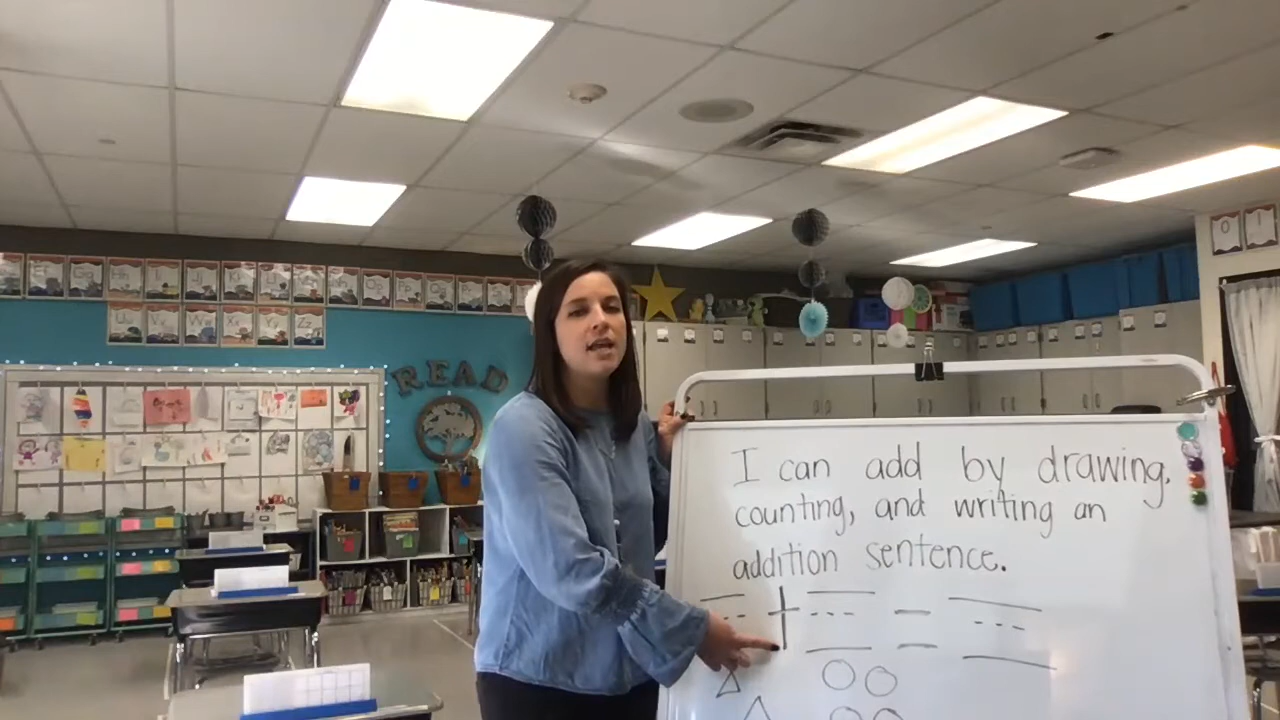 READ
I can add by drawing,
counting, and writing an
addition sentence.
+